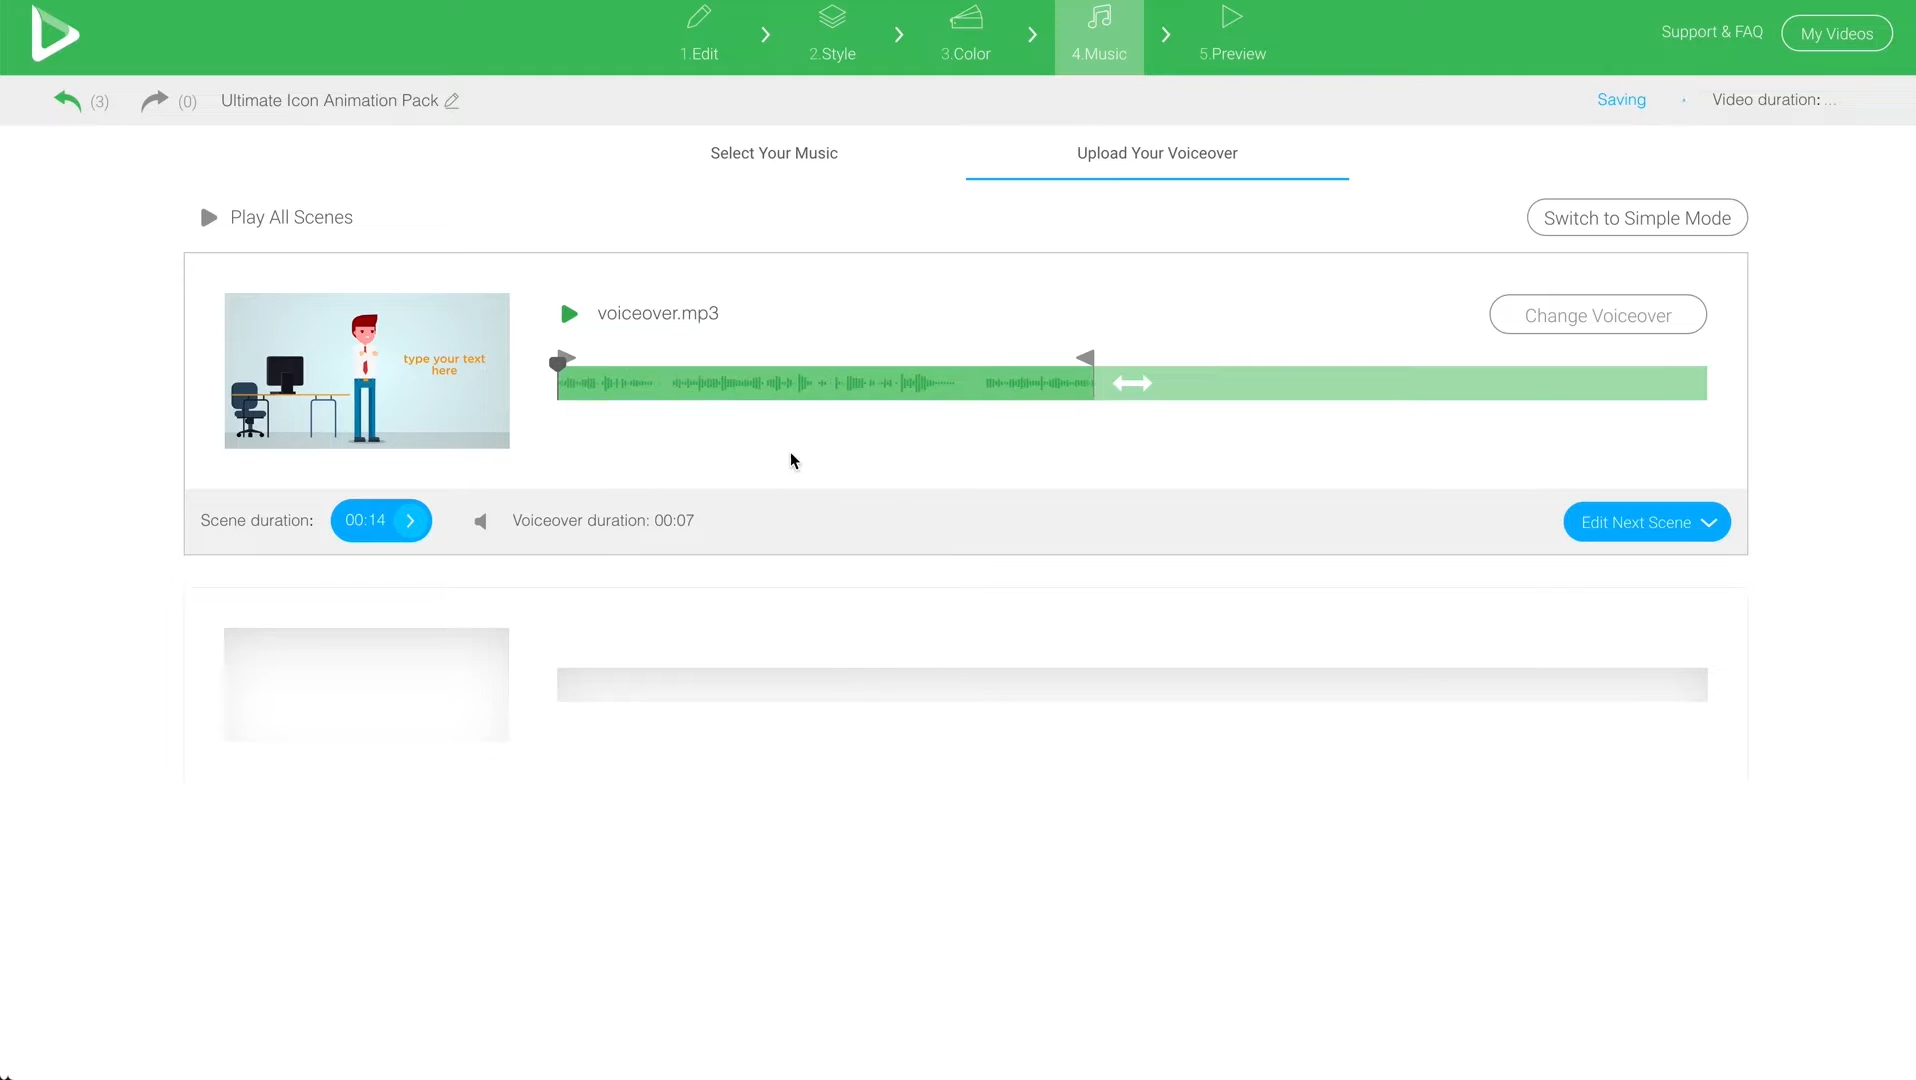 1.Edit
2.Style
3.Color
4.Music
5.Preview
Support & FAQ
My Videos
(3)
(0)
Ultimate Icon Animation Pack
Saving
Video duration: ...
Select Your Music
Upload Your Voiceover
Play All Scenes
Switch to Simple Mode
type your text
here
voiceover.mp3
Change Voiceover
Scene duration:
00:14
Voiceover duration: 00:07
Edit Next Scene